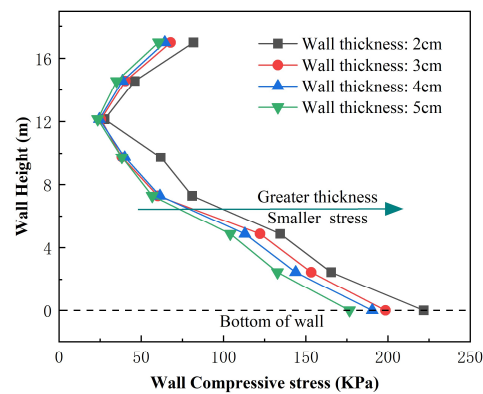 Wall thickness: 2cm
Wall thickness: 3cm
Wall thickness: 4cm
Wall thickness: 5cm
16
12
8
4
0
Wall Height (m)
Greater thickness
Smaller stress
Bottom of wall
0 50 100 150 200 250
Wall Compressive stress (KPa)